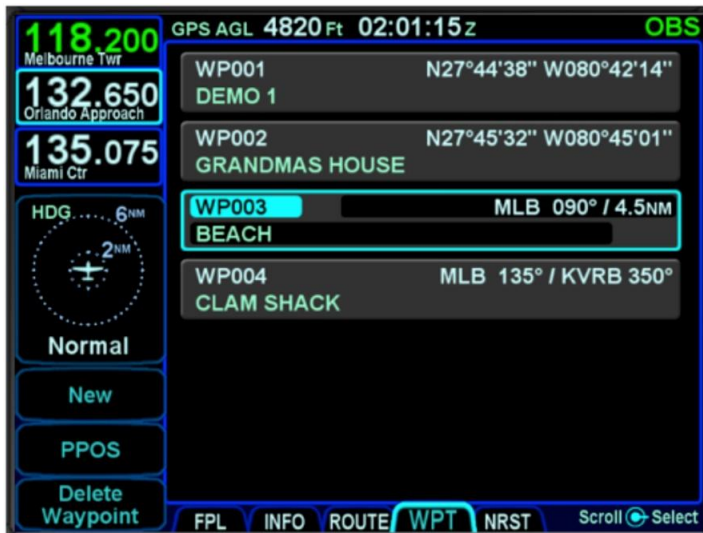 118.200
Melbourne Twr
132.650
Orlando Approach
135.075
Miami Ctr
HDG 6NM
2NM
Normal
New
PPOS
Delete
Waypoint
GPS AGL 4820 Ft 02:01:15 Z OBS
WP001 N27°44'38" W080°42'14"
DEMO 1
WP002 N27°45'32" W080°45'01"
GRANDMAS HOUSE
WP003 MLB 090° / 4.5NM
BEACH
WP004 MLB 135° / KVRB 350°
CLAM SHACK
FPL INFO ROUTE WPT NRST Scroll Select